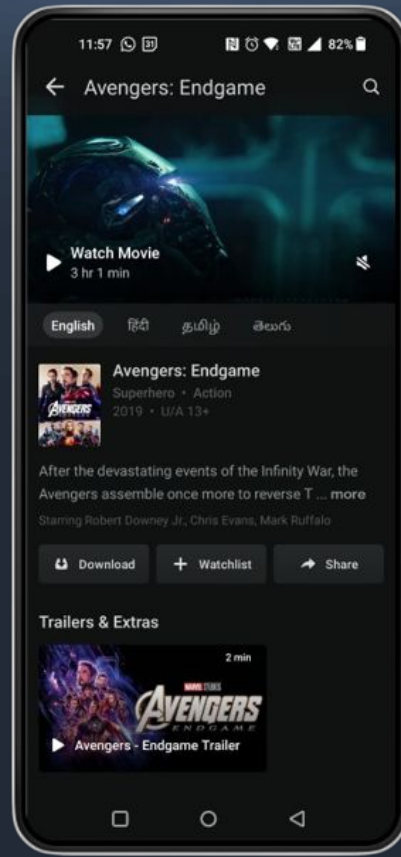 11:57 31 82%
Avengers: Endgame
Watch Movie
3 hr 1 min
English हिंदी தமிழ் తెలుగు
Avengers: Endgame
Superhero • Action
2019 • U/A 13+
AVENGERS
After the devastating events of the Infinity War, the
Avengers assemble once more to reverse T ... more
Starring Robert Downey Jr., Chris Evans, Mark Ruffalo
Download + Watchlist Share
Trailers & Extras
2 min
MARVEL STUDIOS
AVENGERS
ENDGAME
Avengers - Endgame Trailer